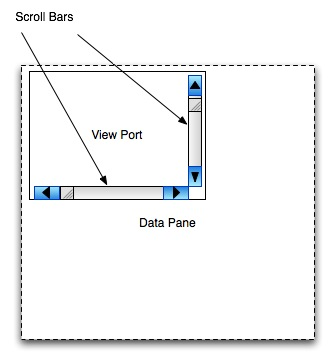 Scroll Bars
View Port
Data Pane